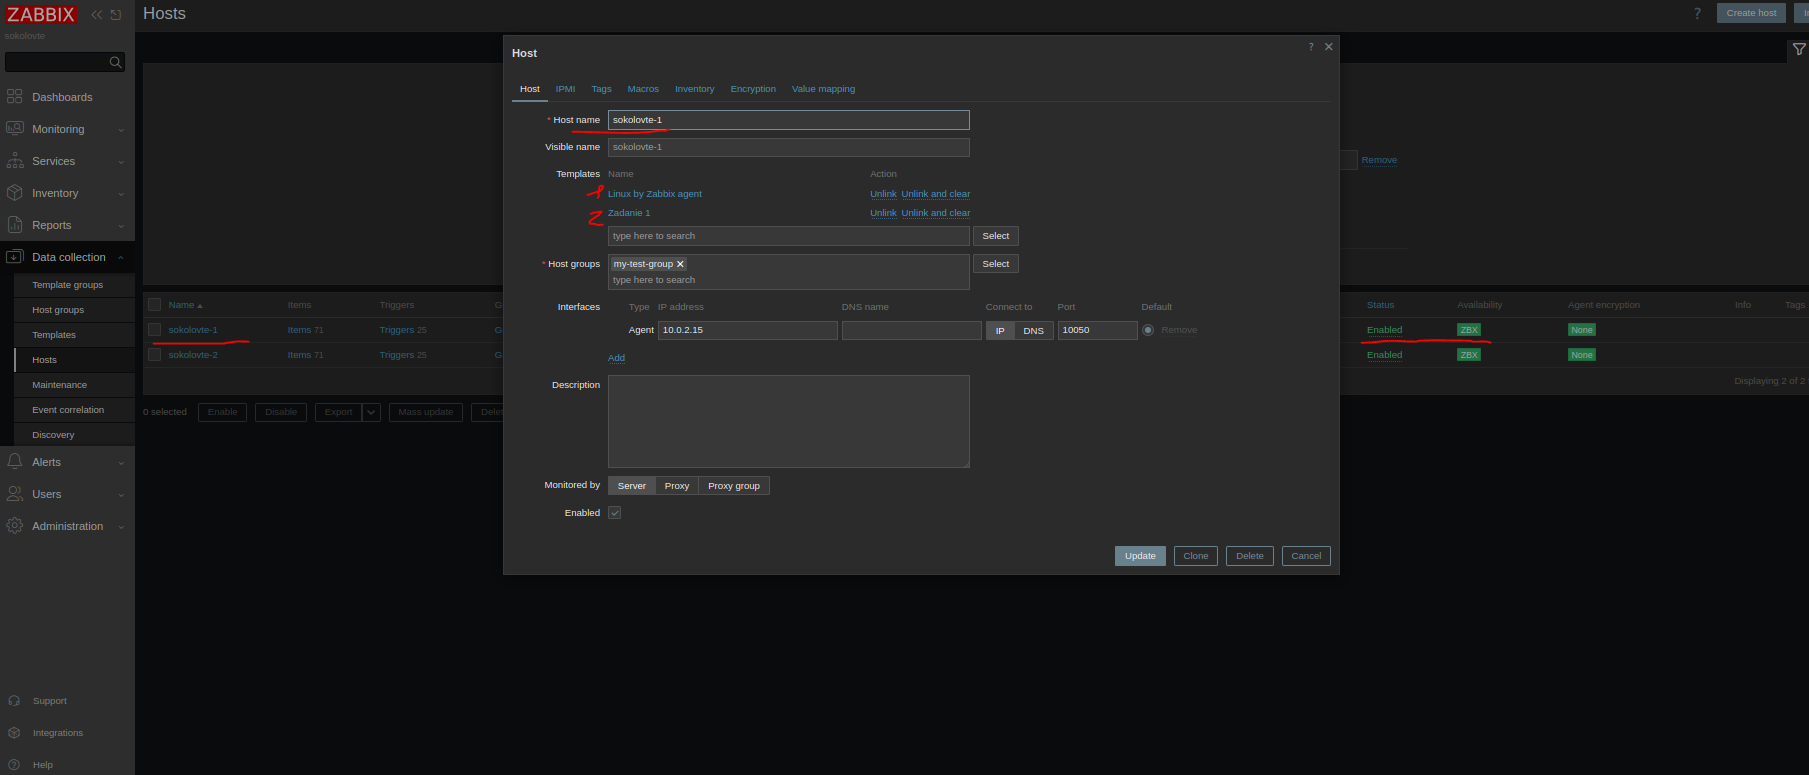 ZABBIX
Hosts
? Create host
sokolovte
Dashboards
Monitoring
Services
Inventory
Reports
Data collection
Template groups
Host groups
Templates
Hosts
Maintenance
Event correlation
Discovery
Alerts
Users
Administration
Support
Integrations
Help
Host
?
Host IPMI Tags Macros Inventory Encryption Value mapping
* Host name sokolovte-1
Visible name sokolovte-1
Templates Name Action
1 Linux by Zabbix agent Unlink Unlink and clear
2 Zadanie 1 Unlink Unlink and clear
type here to search Select
* Host groups my-test-group Select
type here to search
Interfaces Type IP address DNS name Connect to Port Default
Agent 10.0.2.15 IP DNS 10050 Remove
Add
Description
Monitored by Server Proxy Proxy group
Enabled
Update Clone Delete Cancel
Remove
Name Items Triggers G Status Availability Agent encryption Info Tags
sokolovte-1 Items 71 Triggers 25 G Enabled ZBX None
sokolovte-2 Items 71 Triggers 25 G Enabled ZBX None
Displaying 2 of 2
0 selected Enable Disable Export Mass update Delet